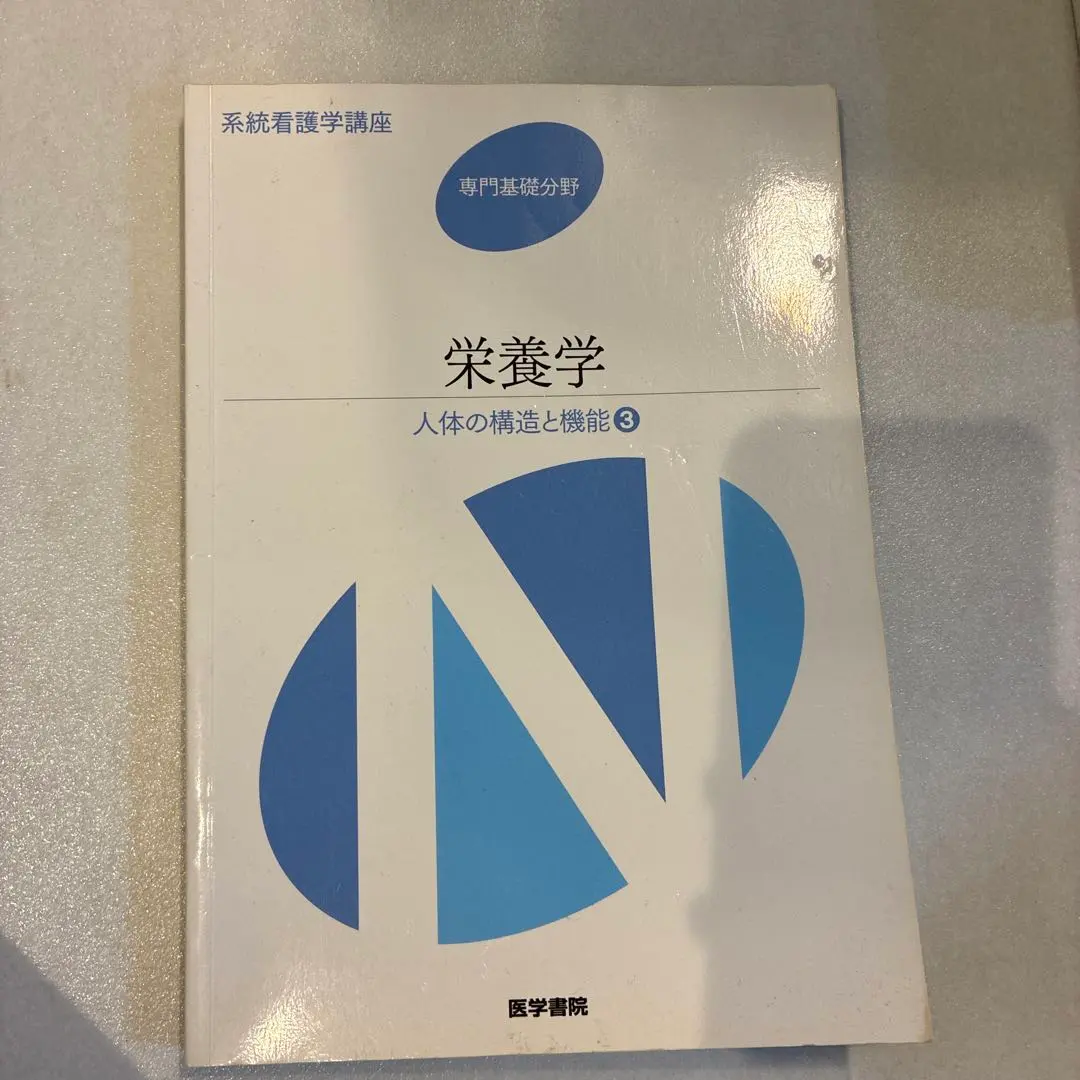 系統看護学講座
専門基礎分野
栄養学
人体の構造と機能❸
医学書院